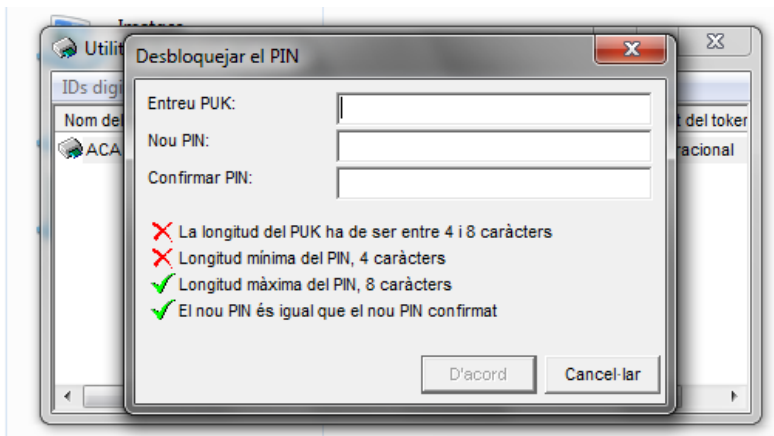 Desbloquejar el PIN
IDs digi
Nom del
t del token
ACA
racional
Entreu PUK:
Nou PIN:
Confirmar PIN:
La longitud del PUK ha de ser entre 4 i 8 caràcters
Longitud mínima del PIN, 4 caràcters
Longitud màxima del PIN, 8 caràcters
El nou PIN és igual que el nou PIN confirmat
D'acord
Cancel·lar